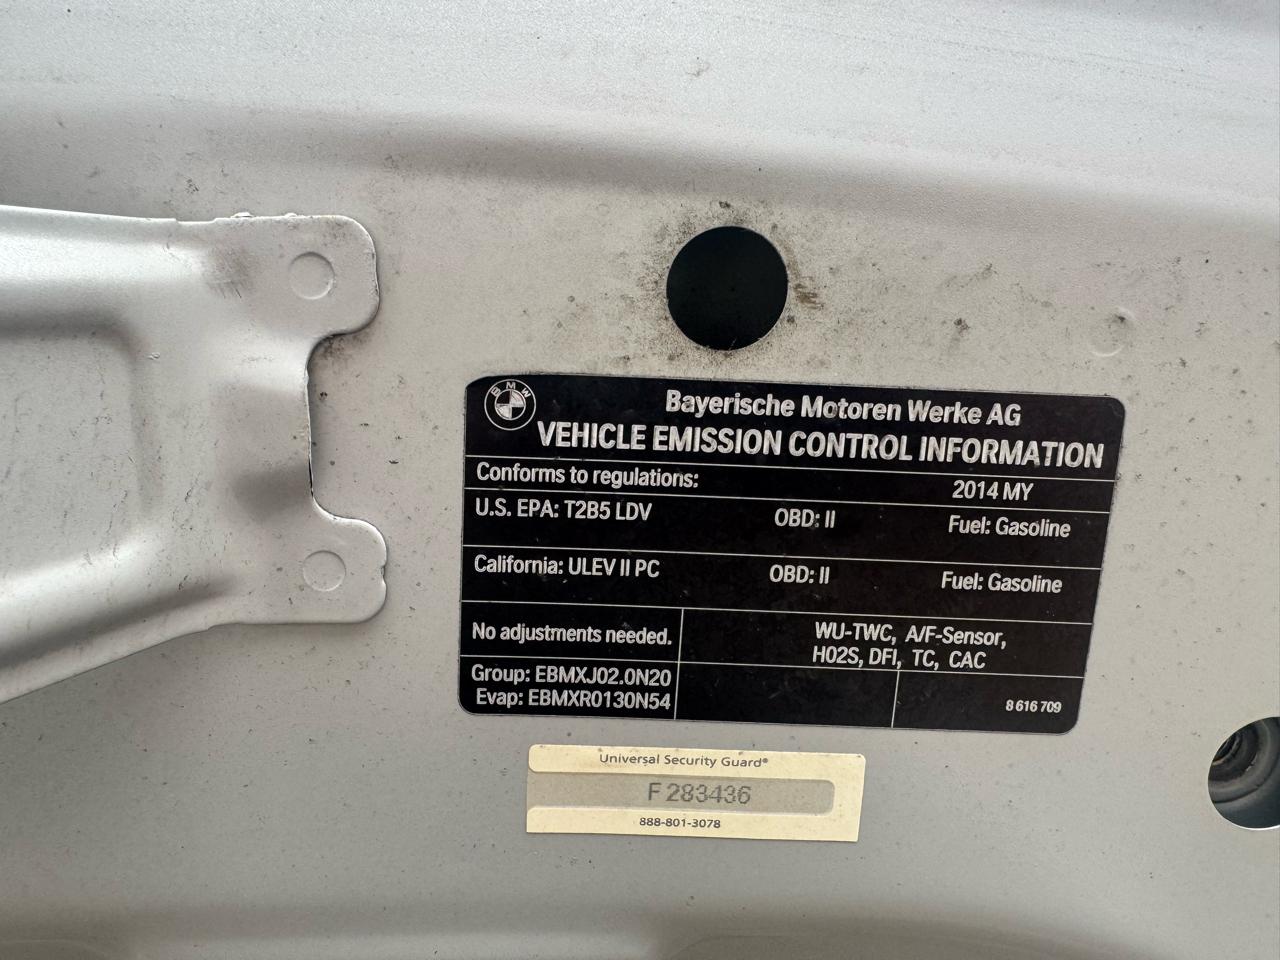 BMW
Bayerische Motoren Werke AG
VEHICLE EMISSION CONTROL INFORMATION
Conforms to regulations: 2014 MY
U.S. EPA: T2B5 LDV OBD: II Fuel: Gasoline
California: ULEV II PC OBD: II Fuel: Gasoline
No adjustments needed.
WU-TWC, A/F-Sensor,
HO2S, DFI, TC, CAC
Group: EBMXJ02.0N20
Evap: EBMXR0130N54
8 616 709
Universal Security Guard®
F 283436
888-801-3078